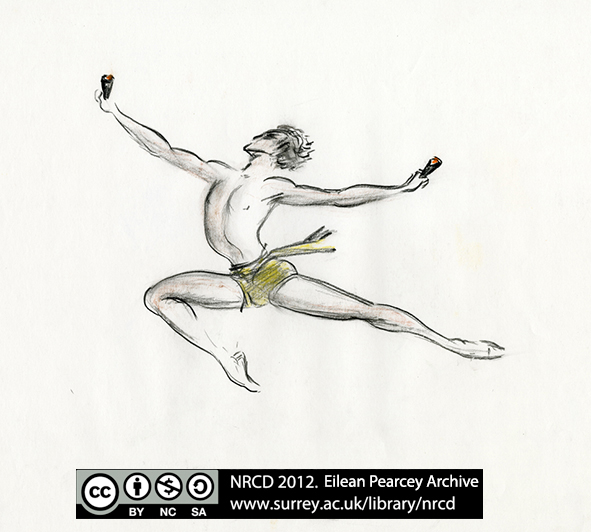 cc BY NC SA
NRCD 2012. Eilean Pearcey Archive
www.surrey.ac.uk/library/nrcd